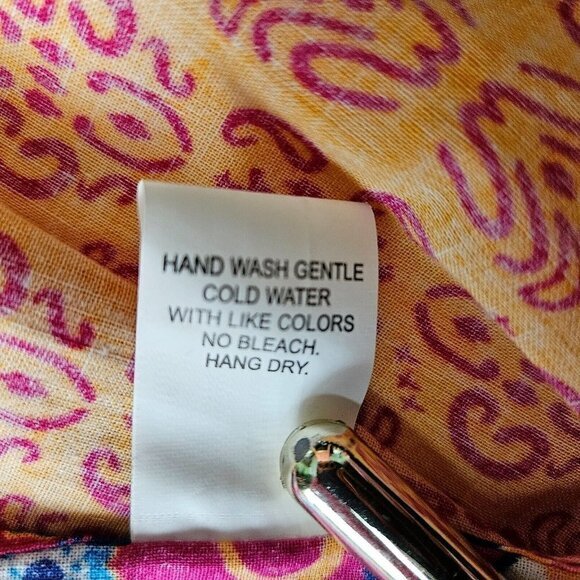 HAND WASH GENTLE
COLD WATER
WITH LIKE COLORS
NO BLEACH.
HANG DRY.